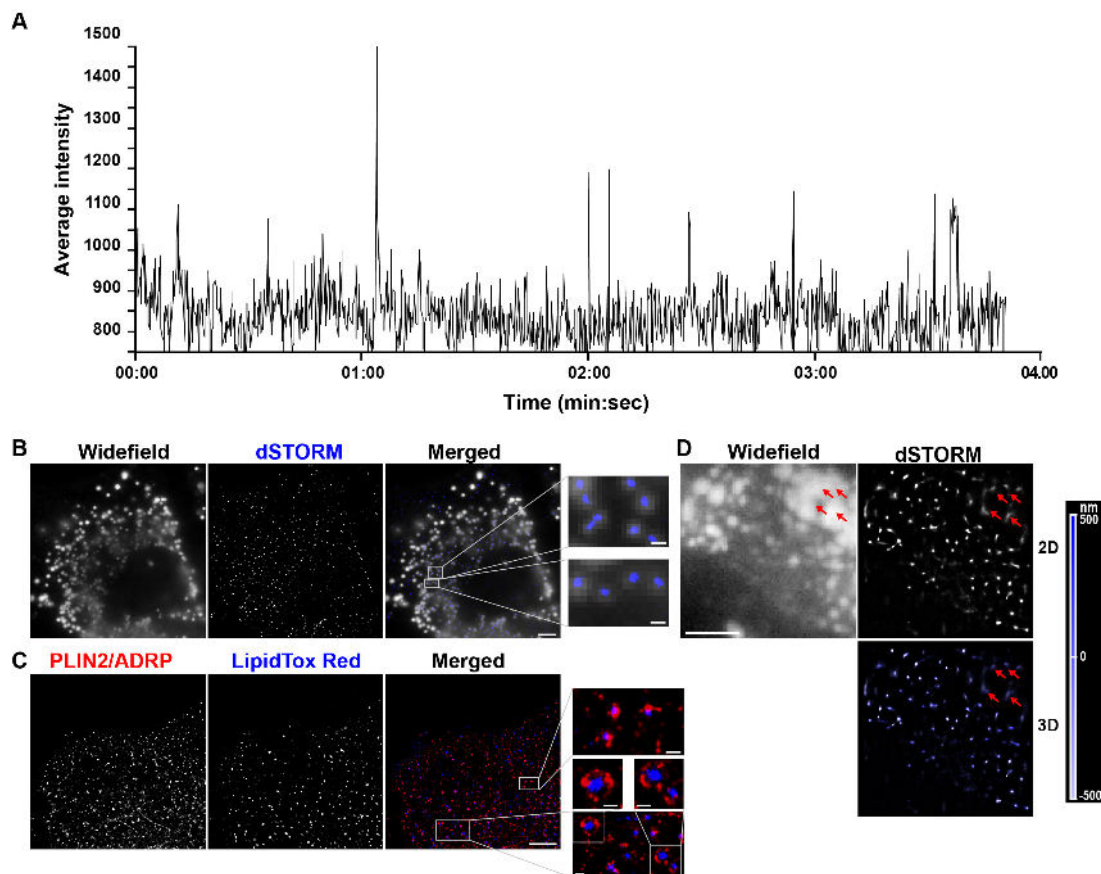 A
Average intensity
1500
1400
1300
1200
1100
1000
900
800
00:00
01:00
02:00
03:00
04:00
Time (min:sec)
B
Widefield
dSTORM
Merged
C
PLIN2/ADRP
LipidTox Red
Merged
D
Widefield
dSTORM
2D
3D
nm
500
0
-500